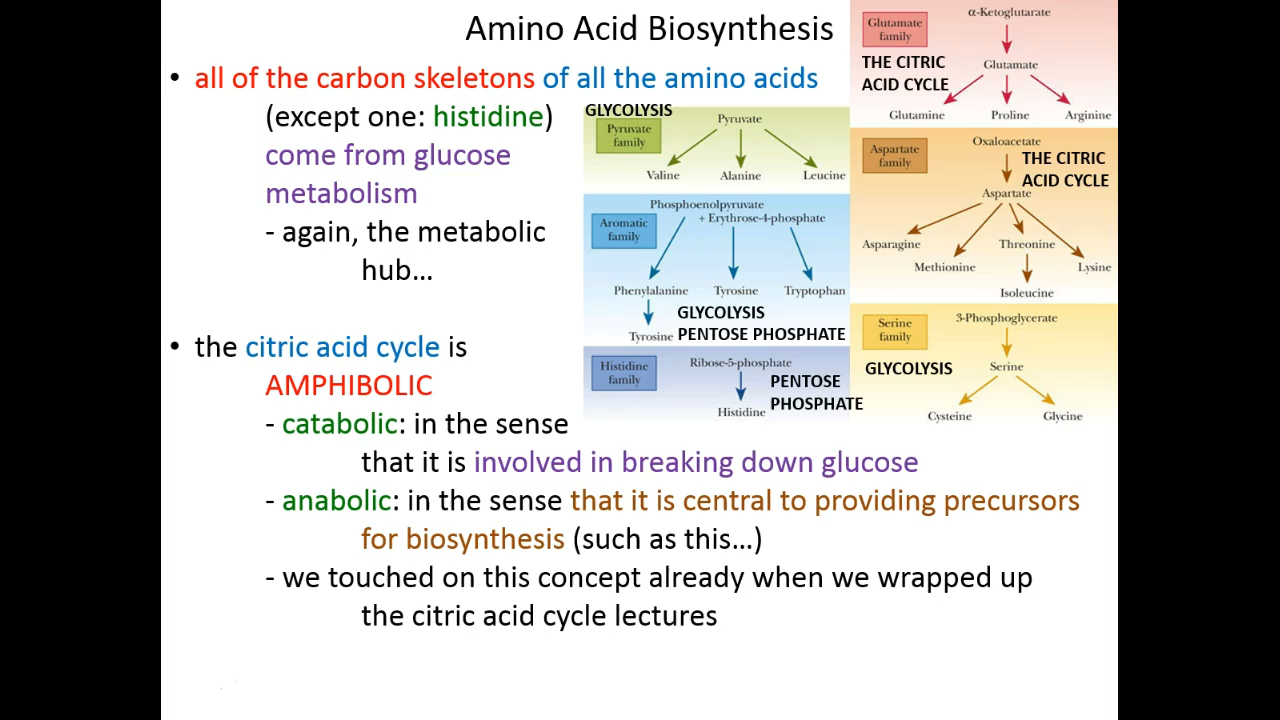 Amino Acid Biosynthesis
• all of the carbon skeletons of all the amino acids
(except one: histidine)
come from glucose
metabolism
- again, the metabolic
hub…
• the citric acid cycle is
AMPHIBOLIC
- catabolic: in the sense
that it is involved in breaking down glucose
- anabolic: in the sense that it is central to providing precursors
for biosynthesis (such as this…)
- we touched on this concept already when we wrapped up
the citric acid cycle lectures
GLYCOLYSIS
Pyruvate
family
Pyruvate
Valine Alanine Leucine
Aromatic
family
Phosphoenolpyruvate
+ Erythrose-4-phosphate
Phenylalanine Tyrosine Tryptophan
Tyrosine
GLYCOLYSIS
PENTOSE PHOSPHATE
Histidine
family
Ribose-5-phosphate
Histidine
PENTOSE
PHOSPHATE
Glutamate
family
THE CITRIC
ACID CYCLE
α-Ketoglutarate
Glutamate
Glutamine Proline Arginine
Aspartate
family
Oxaloacetate
THE CITRIC
ACID CYCLE
Aspartate
Asparagine Threonine
Methionine Lysine
Isoleucine
Serine
family
GLYCOLYSIS
3-Phosphoglycerate
Serine
Cysteine Glycine